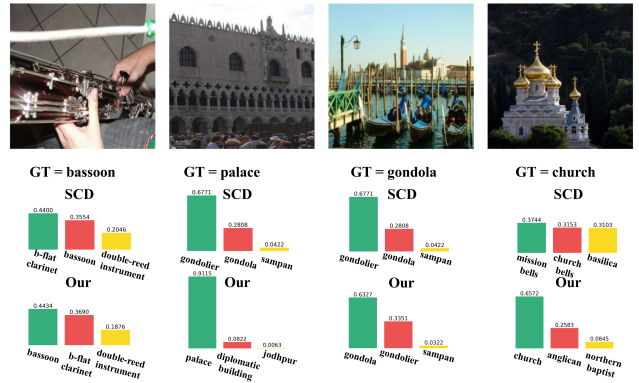 GT = bassoon GT = palace GT = gondola GT = church
SCD SCD SCD SCD
0.4400 0.3554 0.2046
b-flat clarinet bassoon double-reed instrument
0.6771 0.2808 0.0422
gondolier gondola sampan
0.6771 0.2808 0.0422
gondolier gondola sampan
0.3744 0.3153 0.3103
mission bells church bells basilica
Our Our Our Our
0.4434 0.3690 0.1876
bassoon b-flat clarinet double-reed instrument
0.9115 0.0822 0.0063
palace diplomatic building jodhpur
0.6327 0.3351 0.0322
gondola gondolier sampan
0.6572 0.2583 0.0845
church anglican northern baptist